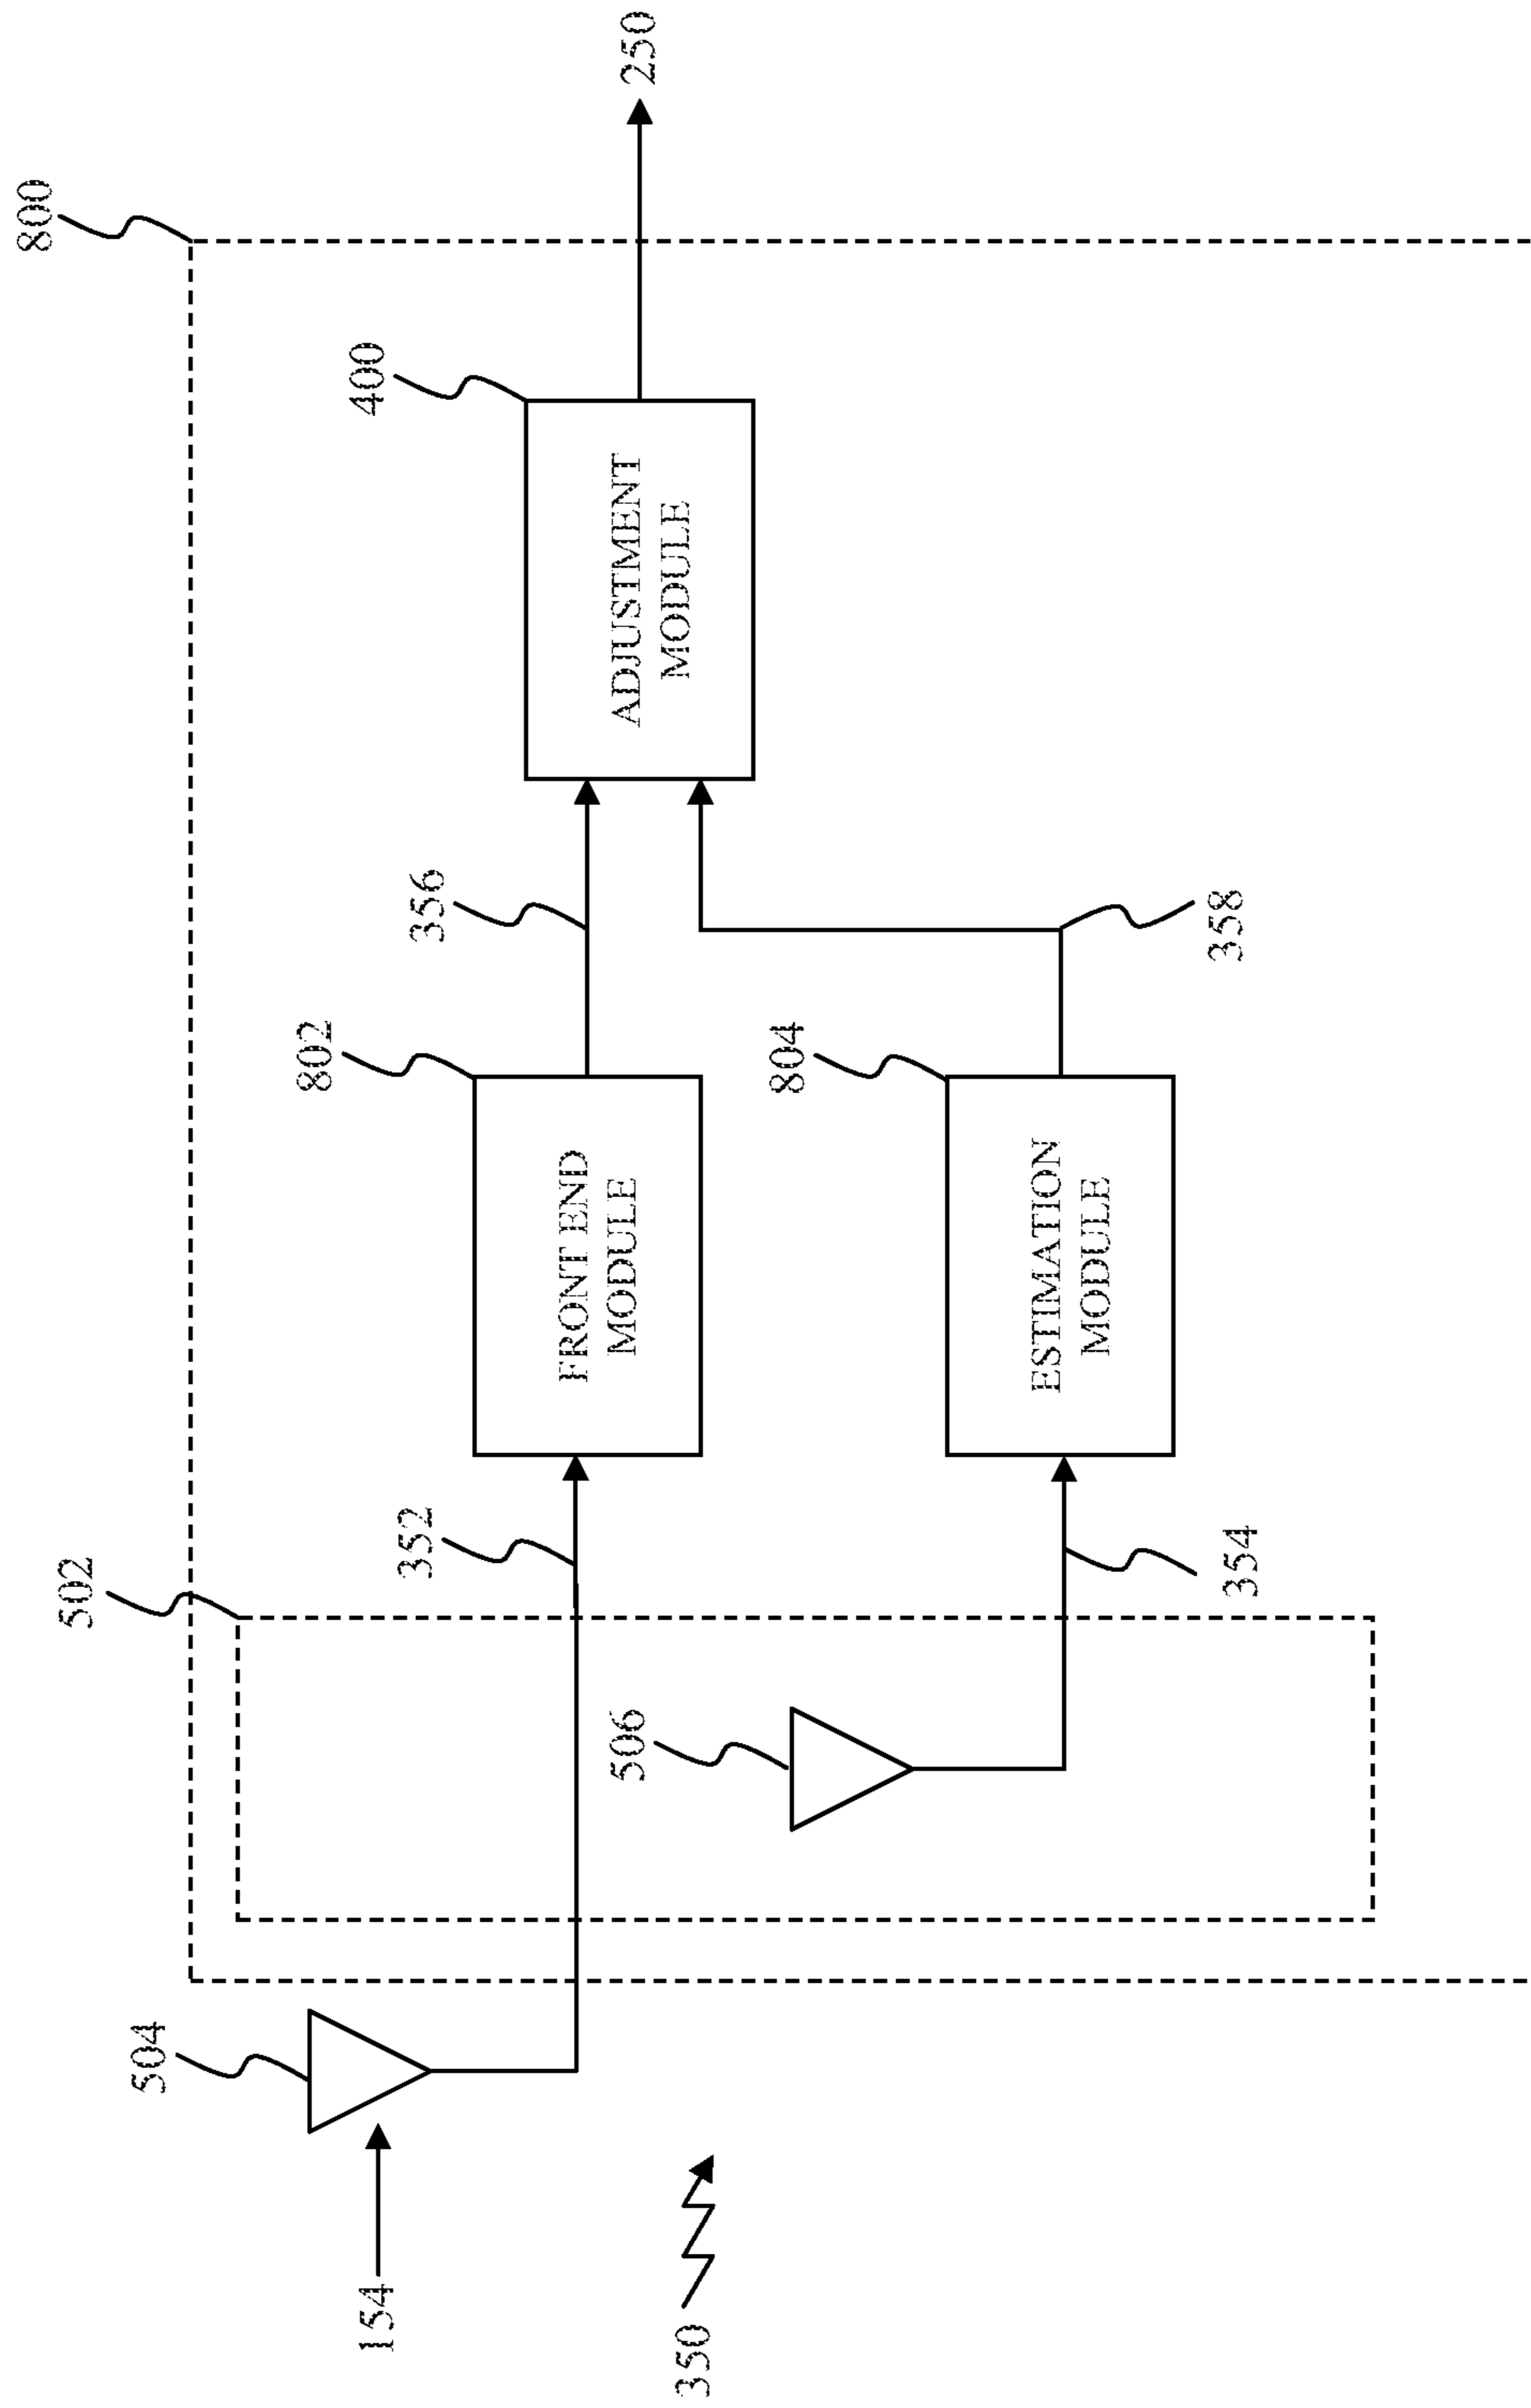 800
250
400
ADJUSTMENT
MODULE
356
358
802
FRONT END
MODULE
804
ESTIMATION
MODULE
502
352
354
506
504
154
350